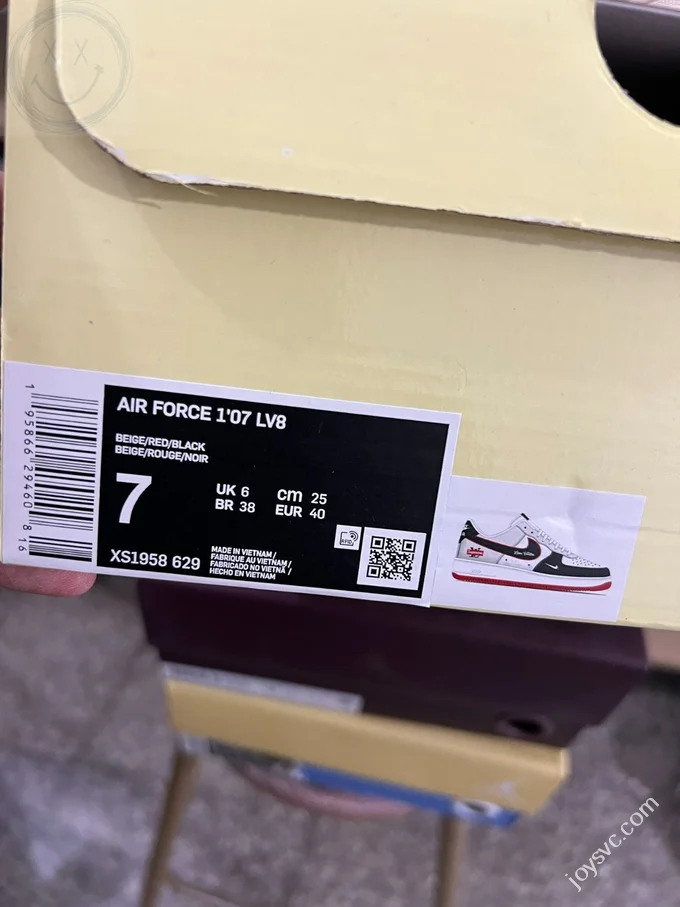 AIR FORCE 1'07 LV8
BEIGE/RED/BLACK
BEIGE/ROUGE/NOIR
7
UK 6 cm 25
BR 38 EUR 40
XS1958 629
MADE IN VIETNAM/
FABRIQUE AU VIETNAM/
FABRICADO NO VIETNÃ /
HECHO EN VIETNAM
RFID
1 95866 29460 8 16
joysvc.com